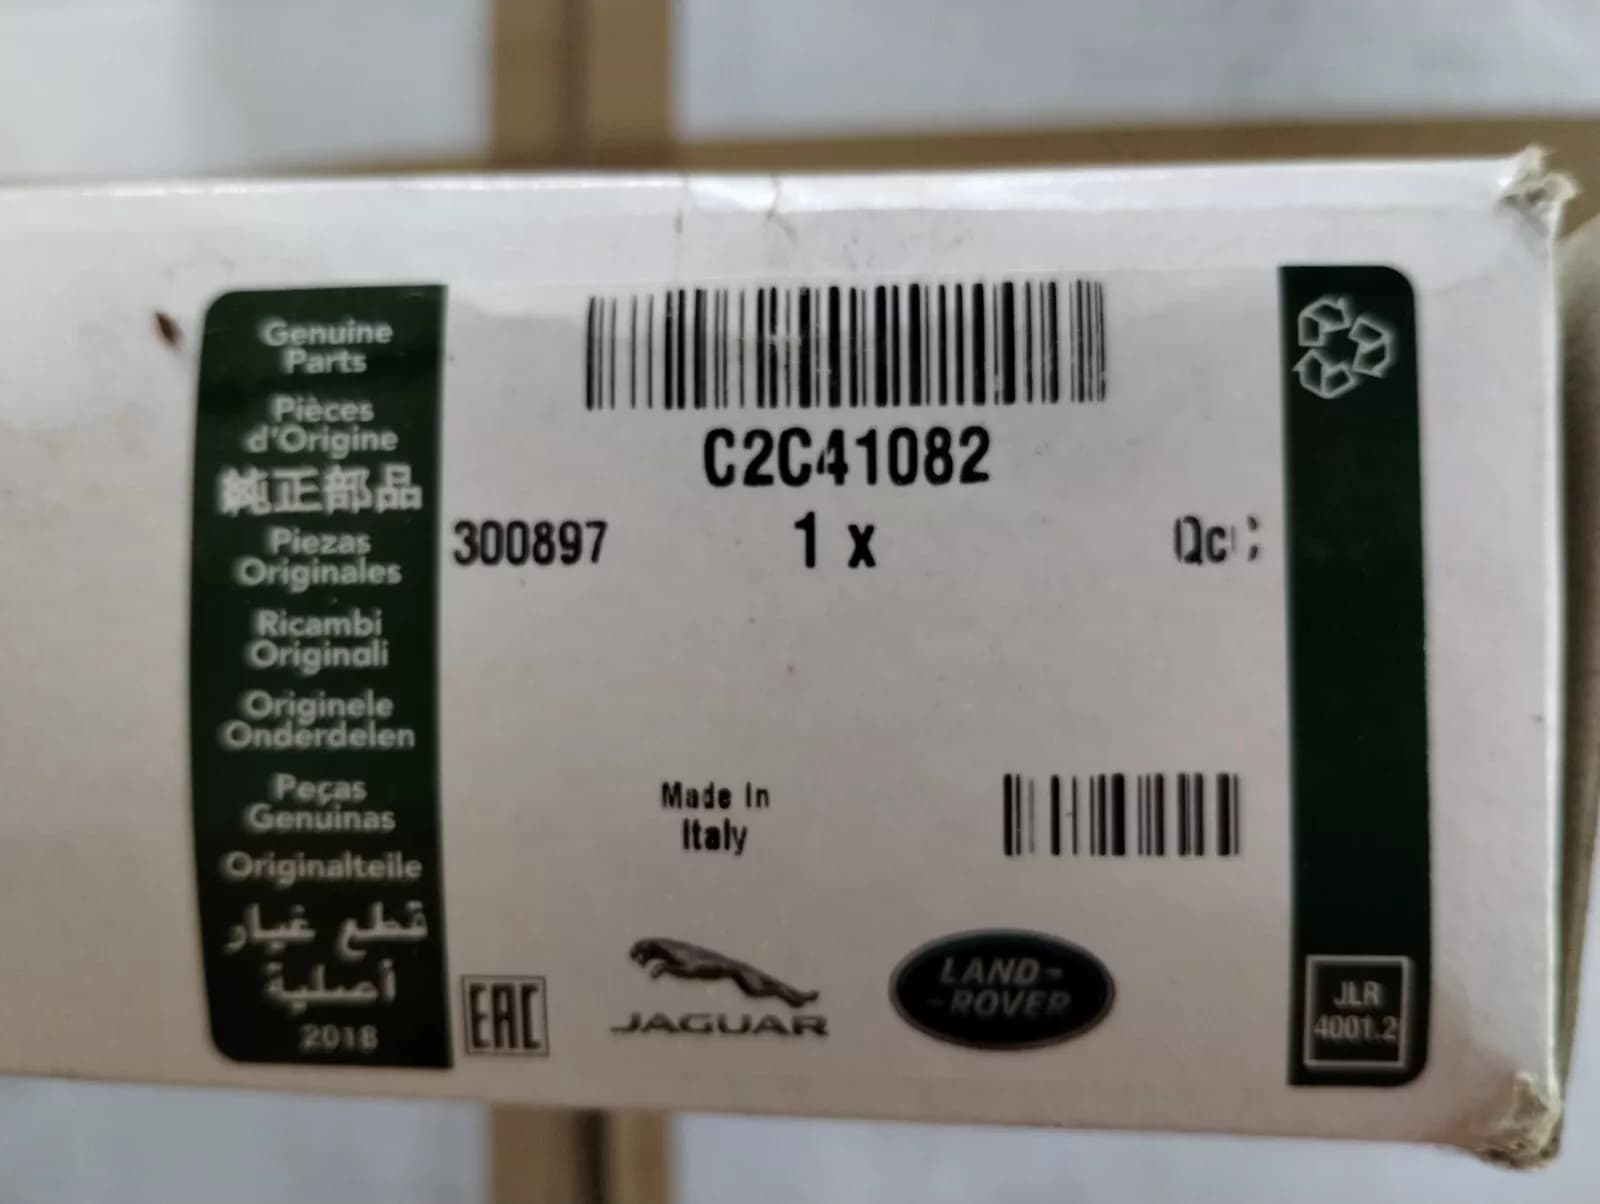 Genuine
Parts
Pièces
d'Origine
純正部品
Piezas
Originales
Ricambi
Originali
Originele
Onderdelen
Peças
Genuinas
Originalteile
قطع غيار
أصلية
2018
C2C41082
300897
1 x
Made In
Italy
EAC
JAGUAR
LAND-
-ROVER
JLR
4001.2